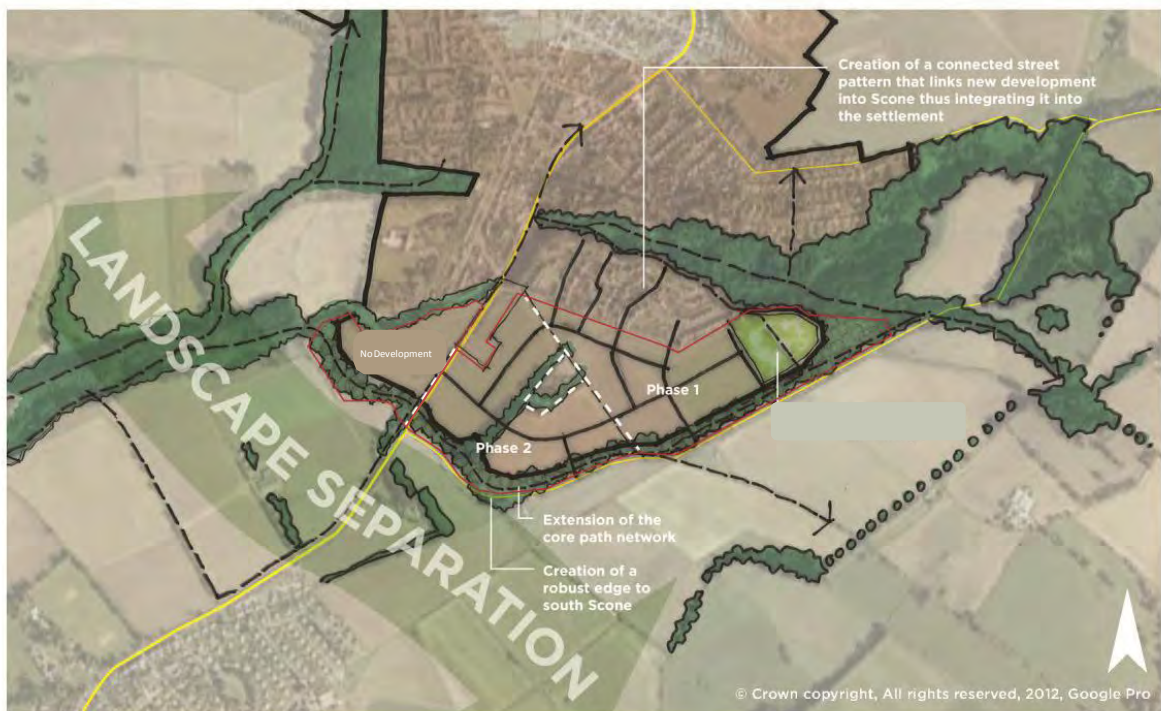 Creation of a connected street
pattern that links new development
into Scone thus integrating it into
the settlement
LANDSCAPE SEPARATION
No Development
Phase 1
Phase 2
Extension of the
core path network
Creation of a
robust edge to
south Scone
© Crown copyright, All rights reserved, 2012, Google Pro